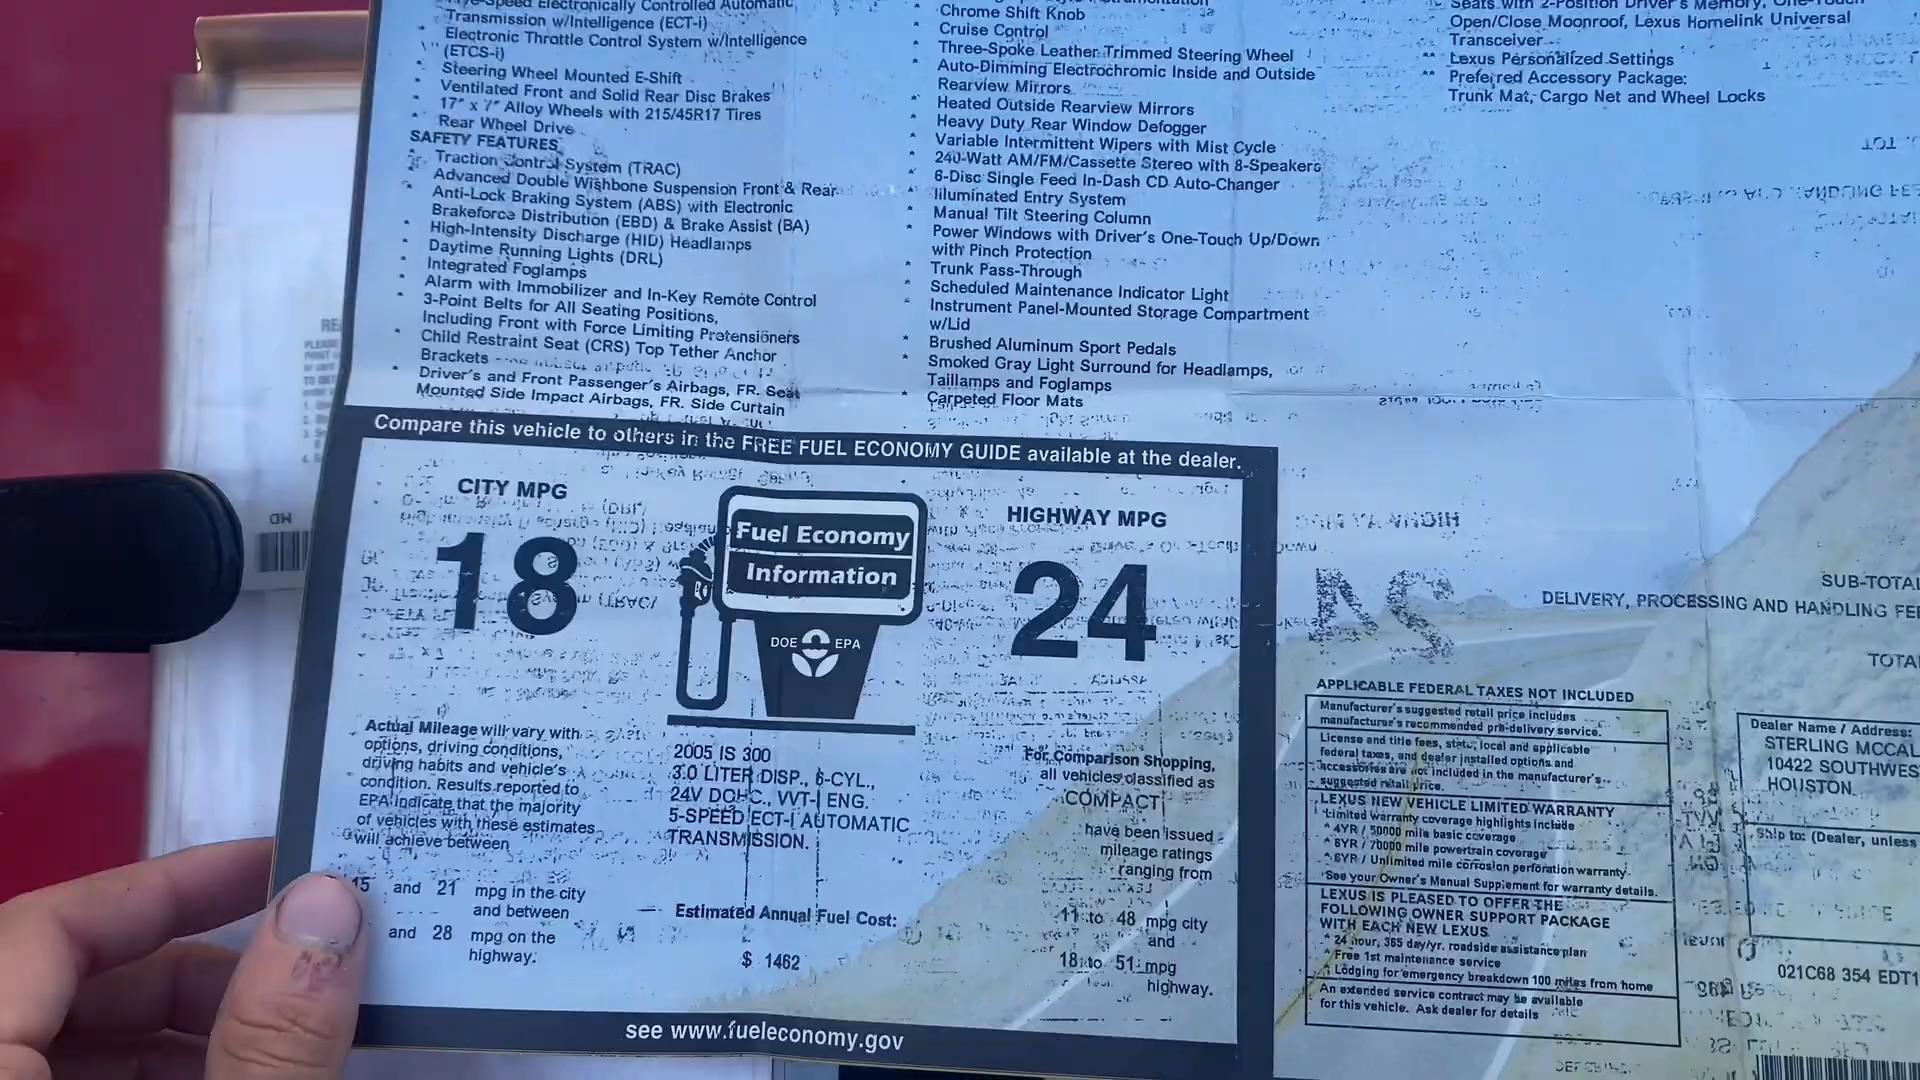 Speed Electronically Controlled Automatic
Transmission w/Intelligence (ECT-i)
Electronic Throttle Control System w/Intelligence
(ETCS-i)
* Steering Wheel Mounted E-Shift
* Ventilated Front and Solid Rear Disc Brakes
* 17" x 7" Alloy Wheels with 215/45R17 Tires
* Rear Wheel Drive
SAFETY FEATURES
Traction Control System (TRAC)
* Advanced Double Wishbone Suspension Front & Rear
* Anti-Lock Braking System (ABS) with Electronic
Brakeforce Distribution (EBD) & Brake Assist (BA)
* High-Intensity Discharge (HID) Headlamps
* Daytime Running Lights (DRL)
* Integrated Foglamps
* Alarm with Immobilizer and In-Key Remote Control
* 3-Point Belts for All Seating Positions,
Including Front with Force Limiting Pretensioners
* Child Restraint Seat (CRS) Top Tether Anchor
Brackets
* Driver's and Front Passenger's Airbags, FR. Seat
Mounted Side Impact Airbags, FR. Side Curtain
Chrome Shift Knob
* Cruise Control
* Three-Spoke Leather Trimmed Steering Wheel
* Auto-Dimming Electrochromic Inside and Outside
Rearview Mirrors
* Heated Outside Rearview Mirrors
* Heavy Duty Rear Window Defogger
* Variable Intermittent Wipers with Mist Cycle
* 240-Watt AM/FM/Cassette Stereo with 8-Speakers
* 6-Disc Single Feed In-Dash CD Auto-Changer
* Illuminated Entry System
* Manual Tilt Steering Column
* Power Windows with Driver's One-Touch Up/Down
with Pinch Protection
* Trunk Pass-Through
* Scheduled Maintenance Indicator Light
* Instrument Panel-Mounted Storage Compartment
w/Lid
* Brushed Aluminum Sport Pedals
* Smoked Gray Light Surround for Headlamps,
Taillamps and Foglamps
* Carpeted Floor Mats
Seats with 2-Position Driver's Memory, One-Touch
Open/Close Moonroof, Lexus Homelink Universal
Transceiver
** Lexus Personalized Settings
** Preferred Accessory Package:
Trunk Mat, Cargo Net and Wheel Locks
Compare this vehicle to others in the FREE FUEL ECONOMY GUIDE available at the dealer.
CITY MPG
18
Fuel Economy
Information
DOE EPA
HIGHWAY MPG
24
Actual Mileage will vary with
options, driving conditions,
driving habits and vehicle's
condition. Results reported to
EPA indicate that the majority
of vehicles with these estimates
will achieve between
15 and 21 mpg in the city
and between
and 28 mpg on the
highway.
2005 IS 300
3.0 LITER DISP., 6-CYL.,
24V DOHC., VVT-I ENG.
5-SPEED ECT-I AUTOMATIC
TRANSMISSION.
Estimated Annual Fuel Cost:
$ 1462
For Comparison Shopping,
all vehicles classified as
COMPACT
have been issued
mileage ratings
ranging from
11 to 48 mpg city
and
18 to 51 mpg
highway.
see www.fueleconomy.gov
SUB-TOTAL
DELIVERY, PROCESSING AND HANDLING FEE
TOTAL
APPLICABLE FEDERAL TAXES NOT INCLUDED
Manufacturer's suggested retail price includes
manufacturer's recommended pre-delivery service.
License and title fees, state, local and applicable
federal taxes, and dealer installed options and
accessories are not included in the manufacturer's
suggested retail price.
LEXUS NEW VEHICLE LIMITED WARRANTY
Limited warranty coverage highlights include
* 4YR / 50000 mile basic coverage
* 6YR / 70000 mile powertrain coverage
* 6YR / Unlimited mile corrosion perforation warranty
See your Owner's Manual Supplement for warranty details.
LEXUS IS PLEASED TO OFFER THE
FOLLOWING OWNER SUPPORT PACKAGE
WITH EACH NEW LEXUS
* 24 hour, 365 day/yr. roadside assistance plan
* Free 1st maintenance service
* Lodging for emergency breakdown 100 miles from home
An extended service contract may be available
for this vehicle. Ask dealer for details
Dealer Name / Address:
STERLING MCCAL
10422 SOUTHWES
HOUSTON
Ship to: (Dealer, unless
021C68 354 EDT1